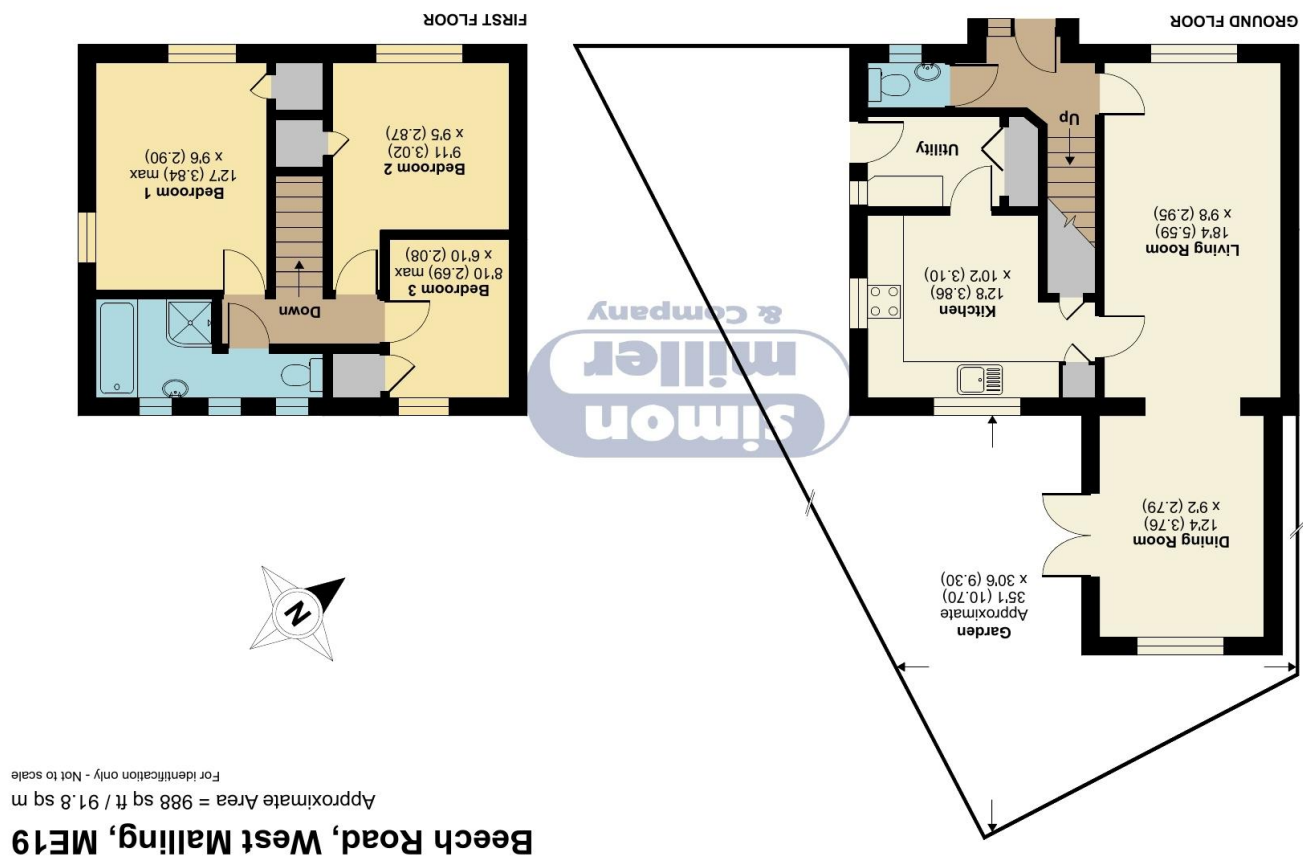 Beech Road, West Malling, ME19
Approximate Area = 988 sq ft / 91.8 sq m
For identification only - Not to scale
N
Garden
Approximate
35'1 (10.70)
x 30'6 (9.30)
Dining Room
12'4 (3.76)
x 9'2 (2.79)
Living Room
18'4 (5.59)
x 9'8 (2.95)
Kitchen
12'8 (3.86)
x 10'2 (3.10)
Utility
Up
GROUND FLOOR
simon
miller
& Company
Bedroom 3
8'10 (2.69) max
x 6'10 (2.08)
Down
Bedroom 2
9'11 (3.02)
x 9'5 (2.87)
Bedroom 1
12'7 (3.84) max
x 9'6 (2.90)
FIRST FLOOR